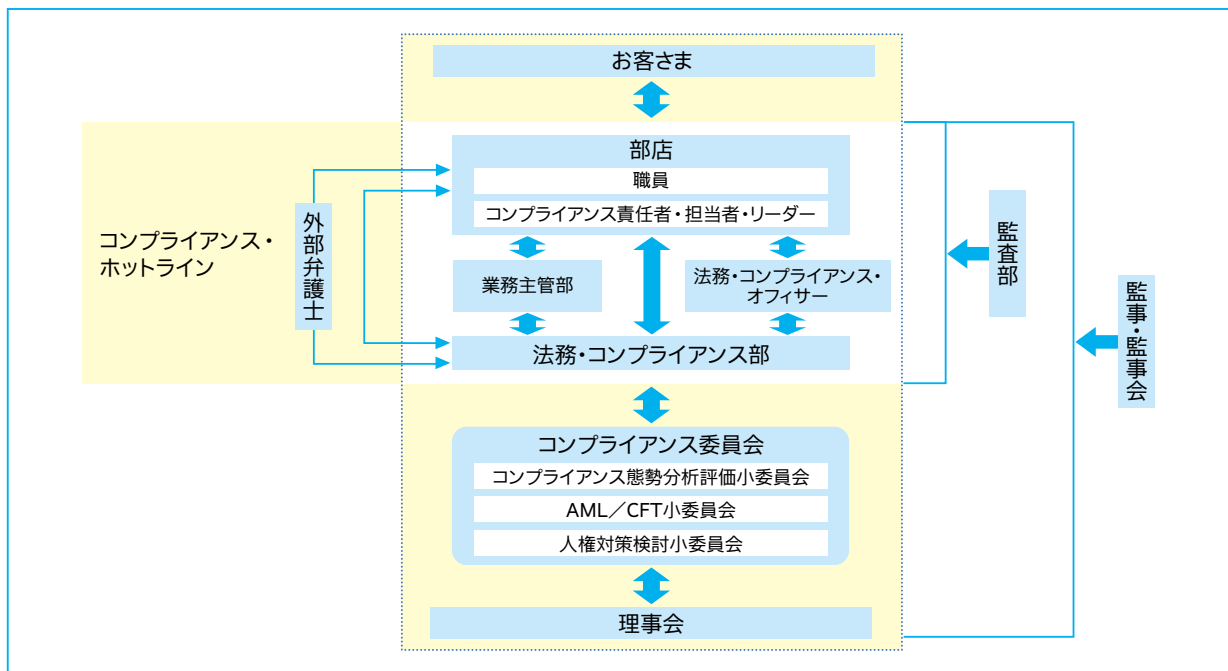 お客さま
部店
職員
コンプライアンス責任者・担当者・リーダー
コンプライアンス・
ホットライン
外部弁護士
業務主管部
法務・コンプライアンス・
オフィサー
法務・コンプライアンス部
監査部
監事・監事会
コンプライアンス委員会
コンプライアンス態勢分析評価小委員会
AML／CFT小委員会
人権対策検討小委員会
理事会